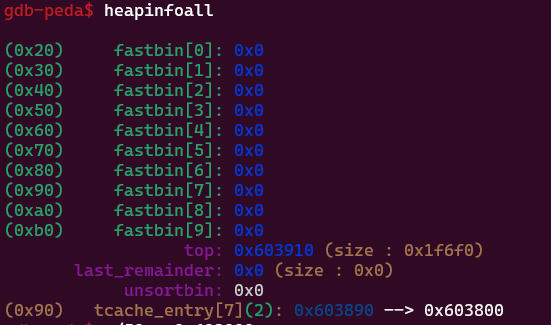 gdb-peda$ heapinfoall
(0x20) fastbin[0]: 0x0
(0x30) fastbin[1]: 0x0
(0x40) fastbin[2]: 0x0
(0x50) fastbin[3]: 0x0
(0x60) fastbin[4]: 0x0
(0x70) fastbin[5]: 0x0
(0x80) fastbin[6]: 0x0
(0x90) fastbin[7]: 0x0
(0xa0) fastbin[8]: 0x0
(0xb0) fastbin[9]: 0x0
top: 0x603910 (size : 0x1f6f0)
last_remainder: 0x0 (size : 0x0)
unsortbin: 0x0
(0x90) tcache_entry[7](2): 0x603890 --> 0x603800